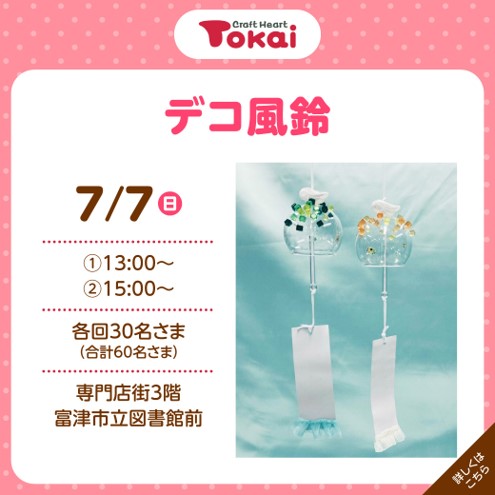 Craft Heart
Tokai
デコ風鈴
7/7日
①13:00〜
②15:00〜
各回30名さま
(合計60名さま)
専門店街3階
富津市立図書館前
詳しくは
こちら